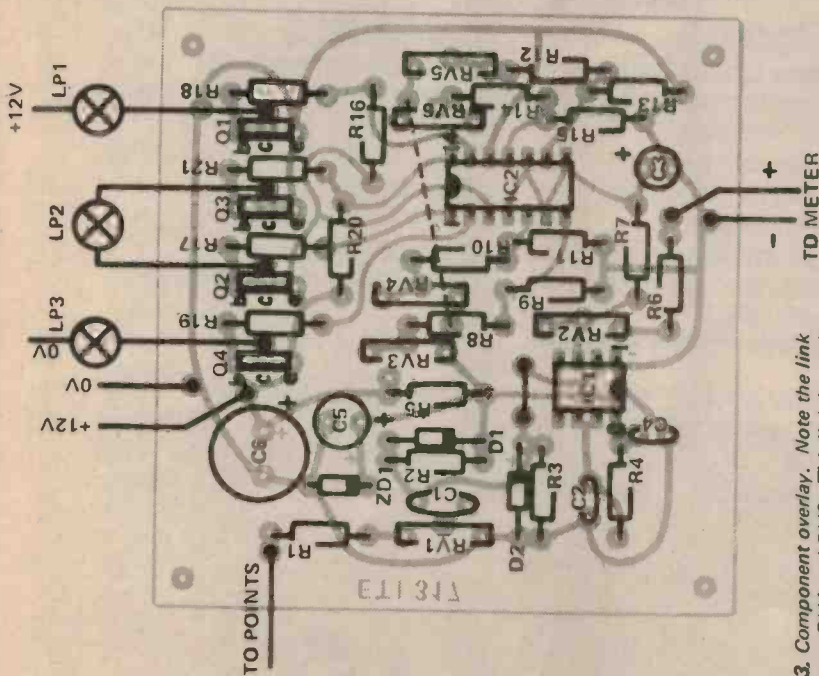 +12V
LP1
LP2
LP3
0V
0V
+12V
R18
Q1
C
R21
Q3
C
R17
Q2
C
R19
Q4
C
R16
R20
RV5
RV6
R12
R14
R13
R15
IC2
+
C3
R10
R11
RV4
R9
R7
R6
R8
RV2
RV3
+
-
TO METER
C6
+
C5
+
R5
IC1
D1
R2
ZD1
C1
C4
D2
R3
C2
R4
R1
RV1
TO POINTS
ETI 317
3. Component overlay. Note the link